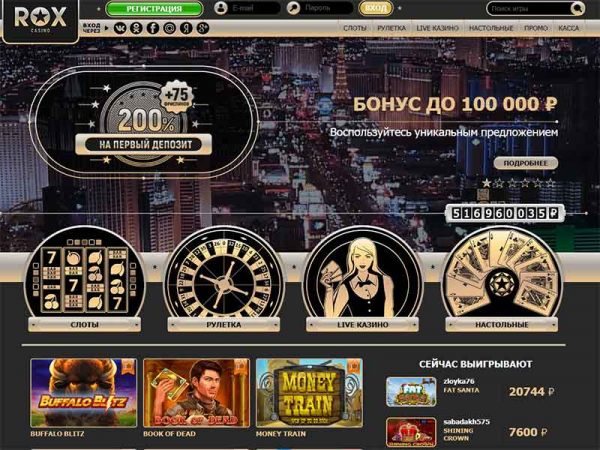 ROX
CASINO
РЕГИСТРАЦИЯ
E-mail
Пароль
ВХОД
Поиск игры
ВХОД
ЧЕРЕЗ
СЛОТЫ РУЛЕТКА LIVE КАЗИНО НАСТОЛЬНЫЕ ПРОМО КАССА
+75
ФРИСПИНОВ
200%
НА ПЕРВЫЙ ДЕПОЗИТ
БОНУС ДО 100 000 ₽
Воспользуйтесь уникальным предложением
ПОДРОБНЕЕ
516960035₽
СЛОТЫ
РУЛЕТКА
LIVE КАЗИНО
НАСТОЛЬНЫЕ
BUFFALO BLITZ
BOOK OF DEAD
MONEY
TRAIN
BUFFALO BLITZ
BOOK OF DEAD
MONEY TRAIN
СЕЙЧАС ВЫИГРЫВАЮТ
zloyka76
FAT SANTA
20744 ₽
sabadakh575
SHINING
CROWN
7600 ₽